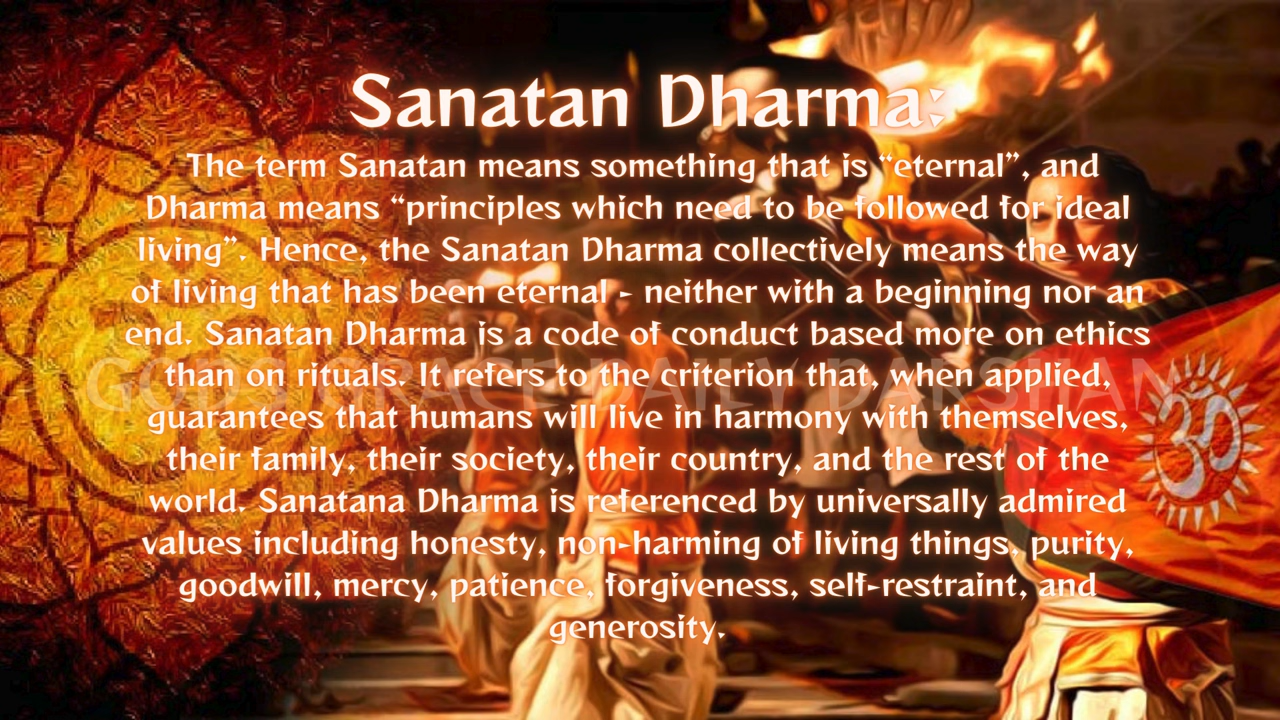 Sanatan Dharma:
The term Sanatan means something that is “eternal”, and
Dharma means “principles which need to be followed for ideal
living”. Hence, the Sanatan Dharma collectively means the way
of living that has been eternal - neither with a beginning nor an
end. Sanatan Dharma is a code of conduct based more on ethics
than on rituals. It refers to the criterion that, when applied,
guarantees that humans will live in harmony with themselves,
their family, their society, their country, and the rest of the
world. Sanatana Dharma is referenced by universally admired
values including honesty, non-harming of living things, purity,
goodwill, mercy, patience, forgiveness, self-restraint, and
generosity.
GODS GRACE DAILY DARSHAN
ॐ